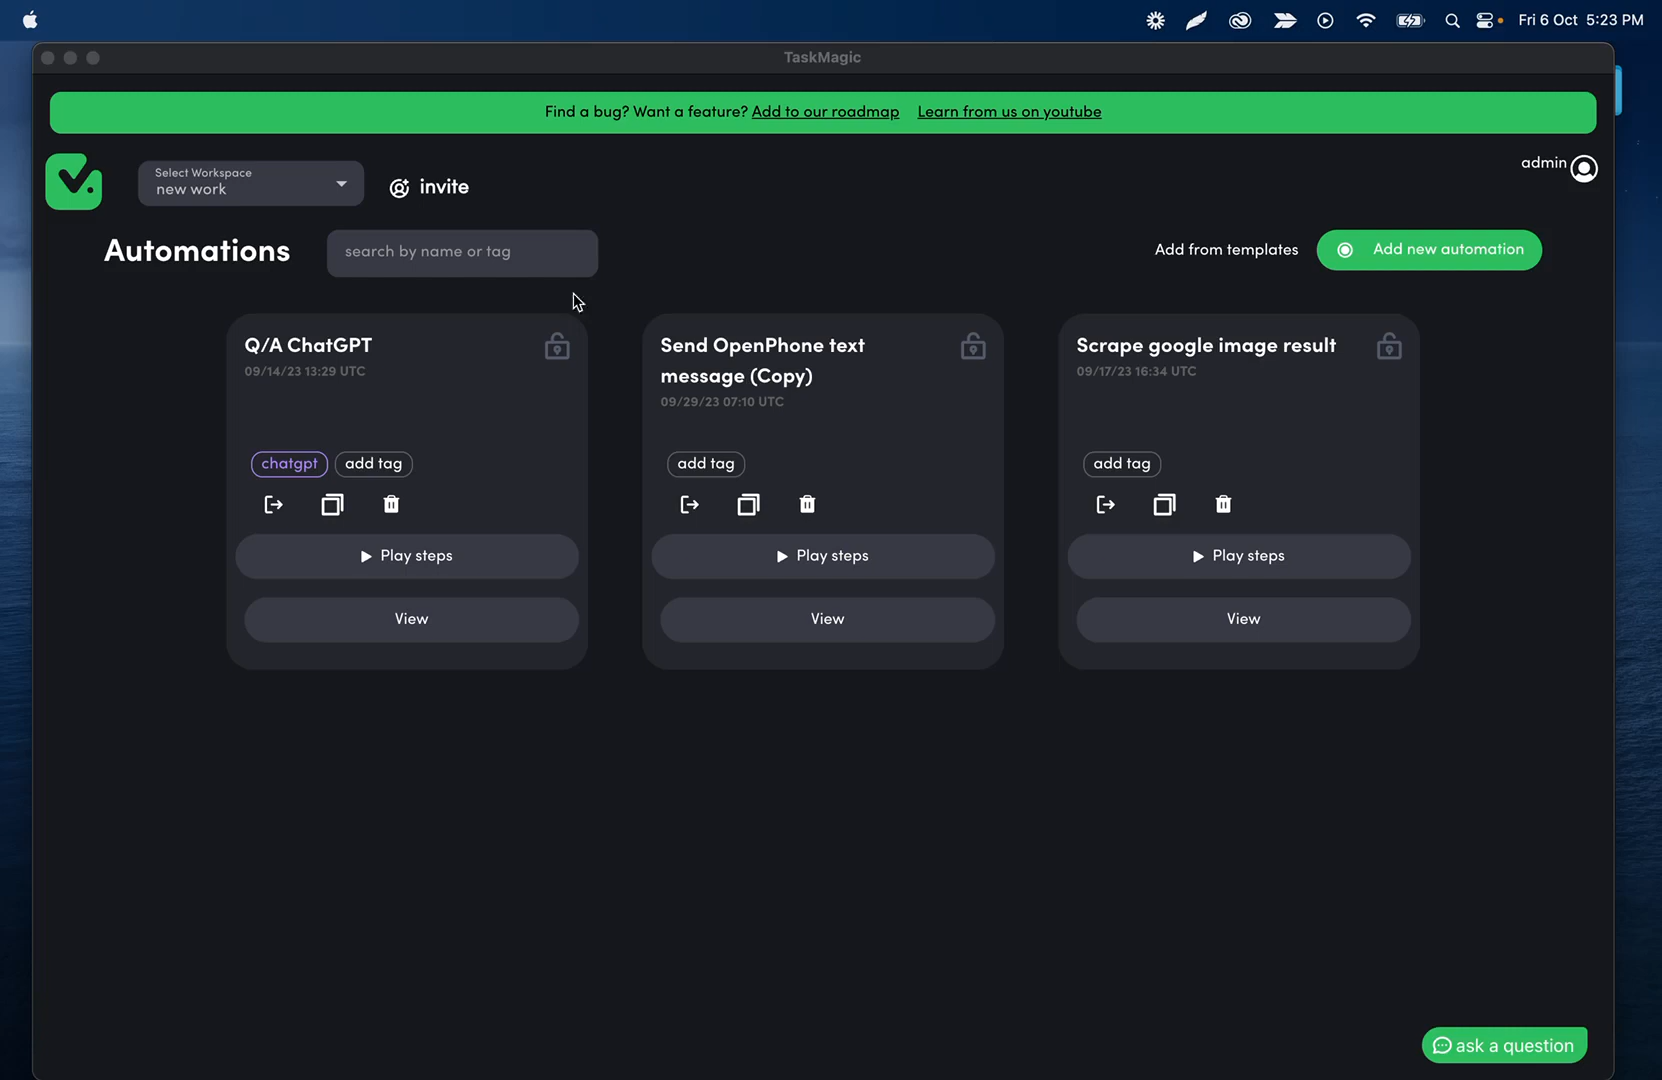 Fri 6 Oct 5:23 PM
TaskMagic
Find a bug? Want a feature? Add to our roadmap Learn from us on youtube
Select Workspace
new work
invite
admin
Automations
search by name or tag
Add from templates
Add new automation
Q/A ChatGPT
09/14/23 13:29 UTC
chatgpt
add tag
Play steps
View
Send OpenPhone text
message (Copy)
09/29/23 07:10 UTC
add tag
Play steps
View
Scrape google image result
09/17/23 16:34 UTC
add tag
Play steps
View
ask a question